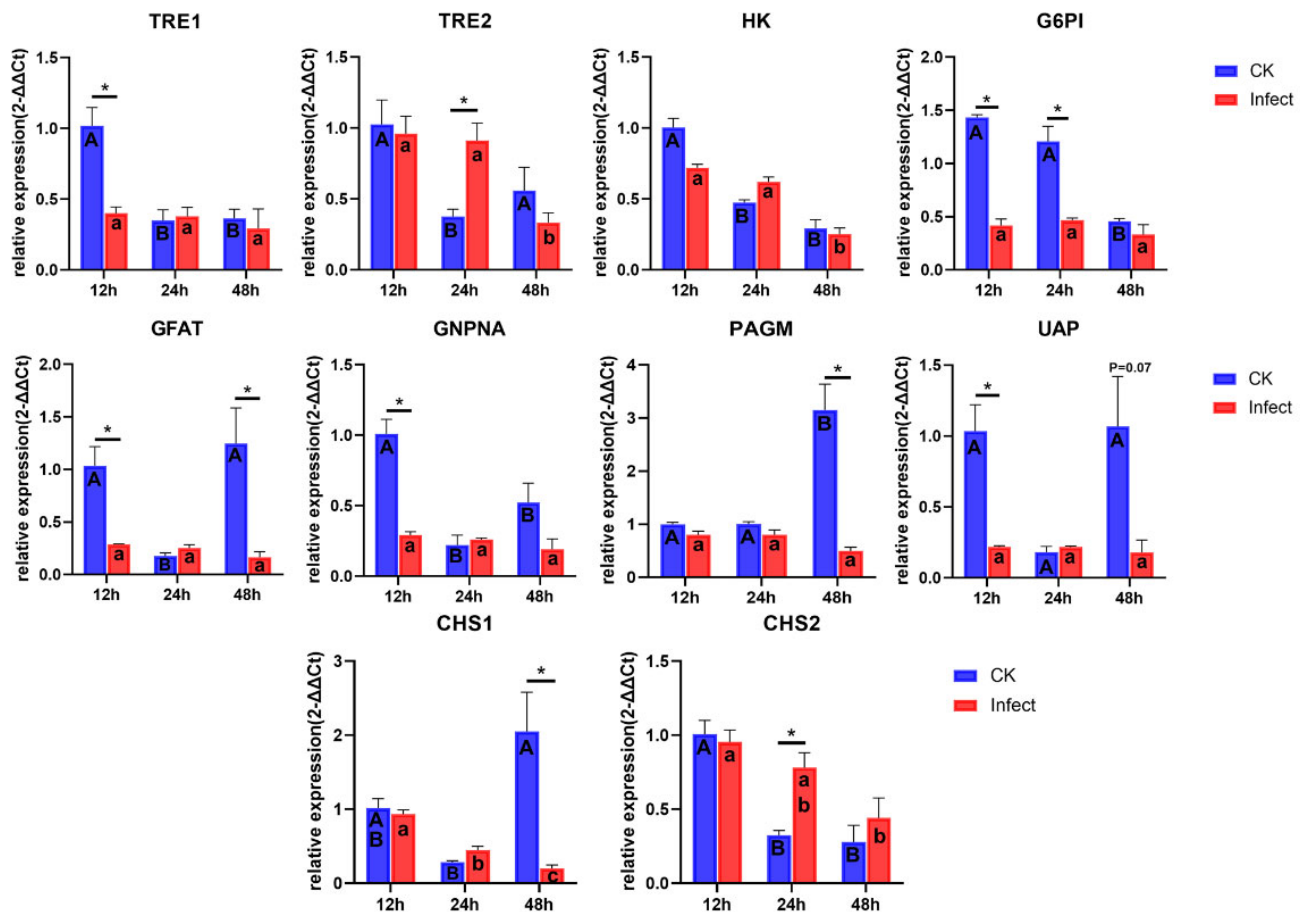 TRE1
TRE2
HK
G6PI
relative expression(2-ΔΔCt)
1.5
1.0
0.5
0.0
*
A
a
B
a
B
a
12h
24h
48h
relative expression(2-ΔΔCt)
1.5
1.0
0.5
0.0
*
A
a
B
a
A
b
12h
24h
48h
relative expression(2-ΔΔCt)
1.5
1.0
0.5
0.0
A
a
B
a
B
b
12h
24h
48h
relative expression(2-ΔΔCt)
2.0
1.5
1.0
0.5
0.0
*
*
A
a
A
a
B
a
12h
24h
48h
CK
Infect
GFAT
GNPNA
PAGM
UAP
relative expression(2-ΔΔCt)
2.0
1.5
1.0
0.5
0.0
*
*
A
a
B
a
A
a
12h
24h
48h
relative expression(2-ΔΔCt)
1.5
1.0
0.5
0.0
*
A
a
B
a
B
a
12h
24h
48h
relative expression(2-ΔΔCt)
4
3
2
1
0
*
A
a
A
a
B
a
12h
24h
48h
relative expression(2-ΔΔCt)
1.5
1.0
0.5
0.0
*
P=0.07
A
a
A
a
A
a
12h
24h
48h
CK
Infect
CHS1
CHS2
relative expression(2-ΔΔCt)
3
2
1
0
*
A
B
a
B
b
A
c
12h
24h
48h
relative expression(2-ΔΔCt)
1.5
1.0
0.5
0.0
*
A
a
B
a
b
B
b
12h
24h
48h
CK
Infect